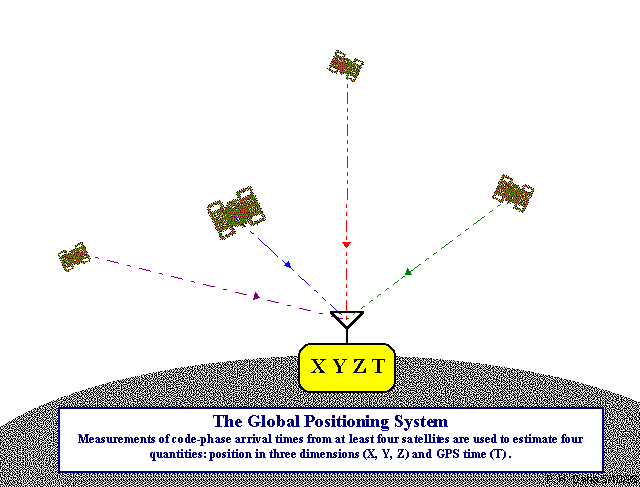 X Y Z T
The Global Positioning System
Measurements of code-phase arrival times from at least four satellites are used to estimate four
quantities: position in three dimensions (X, Y, Z) and GPS time (T) .